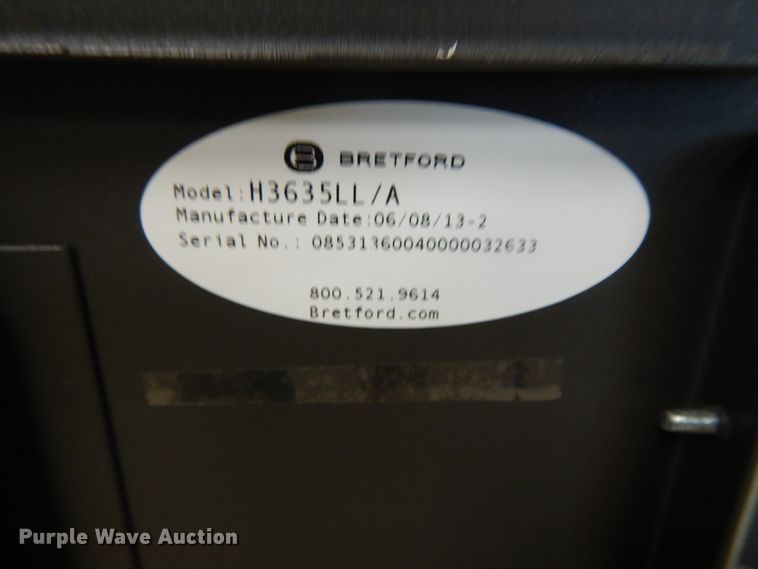 BRETFORD
Model:H3635LL/A
Manufacture Date:06/08/13-2
Serial No.: 08531360040000032633
800.521.9614
Bretford.com
Purple Wave Auction®